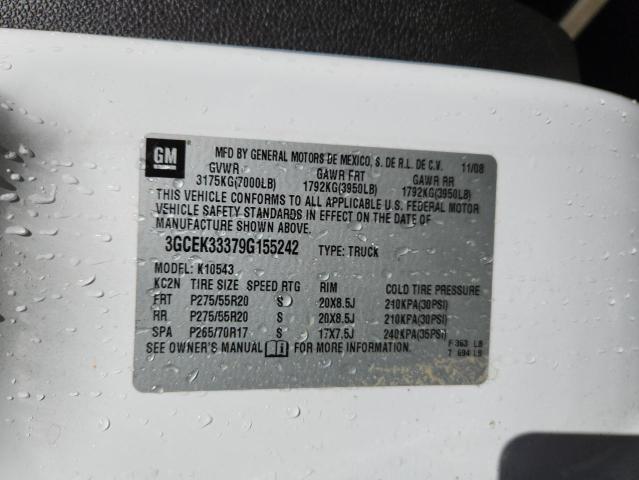 GM MFD BY GENERAL MOTORS DE MEXICO, S. DE R.L. DE C.V. 11/08
GVWR GAWR FRT GAWR RR
3175KG(7000LB) 1792KG(3950LB) 1792KG(3950LB)
THIS VEHICLE CONFORMS TO ALL APPLICABLE U.S. FEDERAL MOTOR
VEHICLE SAFETY STANDARDS IN EFFECT ON THE DATE OF
MANUFACTURE SHOWN ABOVE.
3GCEK33379G155242 TYPE: TRUCK
MODEL: K10543
KC2N TIRE SIZE SPEED RTG RIM COLD TIRE PRESSURE
FRT P275/55R20 S 20X8.5J 210KPA(30PSI)
RR P275/55R20 S 20X8.5J 210KPA(30PSI)
SPA P265/70R17 S 17X7.5J 240KPA(35PSI)
SEE OWNER'S MANUAL FOR MORE INFORMATION. F 363 LB
T 694 LB